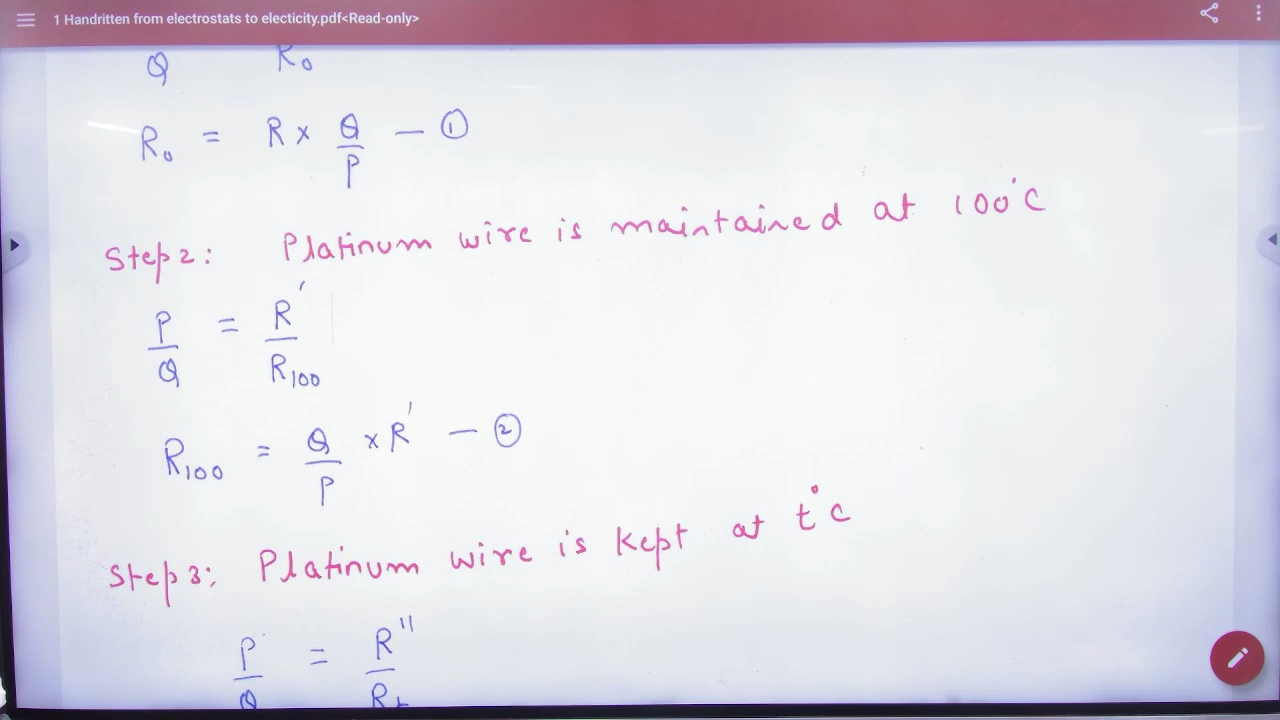 1 Handritten from electrostats to electicity.pdf<Read-only>
Q R₀
R₀ = R × Q/P — ①
Step 2: Platinum wire is maintained at 100°C
P/Q = R'/R₁₀₀
R₁₀₀ = Q/P × R' — ②
Step 3: Platinum wire is kept at t°C
P/Q = R''/Rₜ